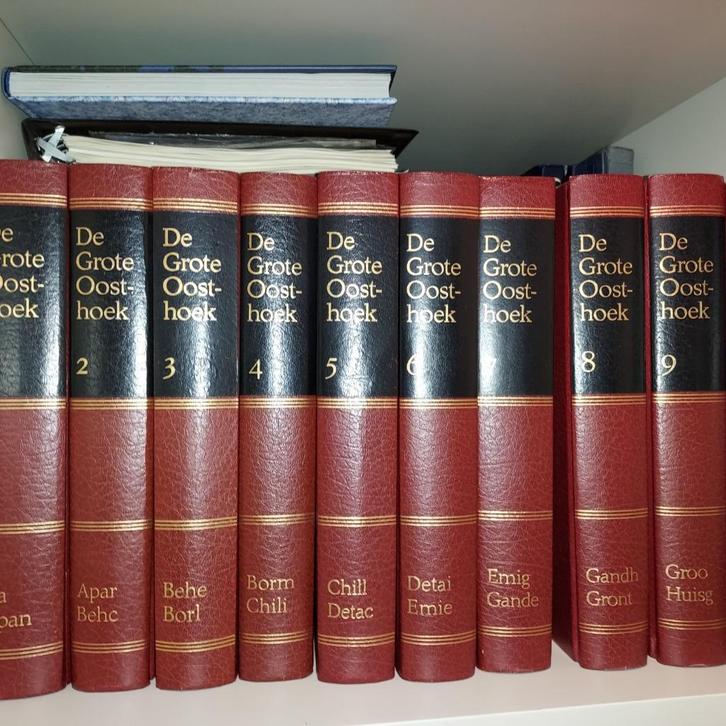 De
Grote
Oost-
hoek
2
Apar
Behc
De
Grote
Oost-
hoek
3
Behe
Borl
De
Grote
Oost-
hoek
4
Borm
Chili
De
Grote
Oost-
hoek
5
Chill
Detac
De
Grote
Oost-
hoek
6
Detai
Emie
De
Grote
Oost-
hoek
7
Emig
Gande
De
Grote
Oost-
hoek
8
Gandh
Gront
De
Grote
Oost-
hoek
9
Groo
Huisg